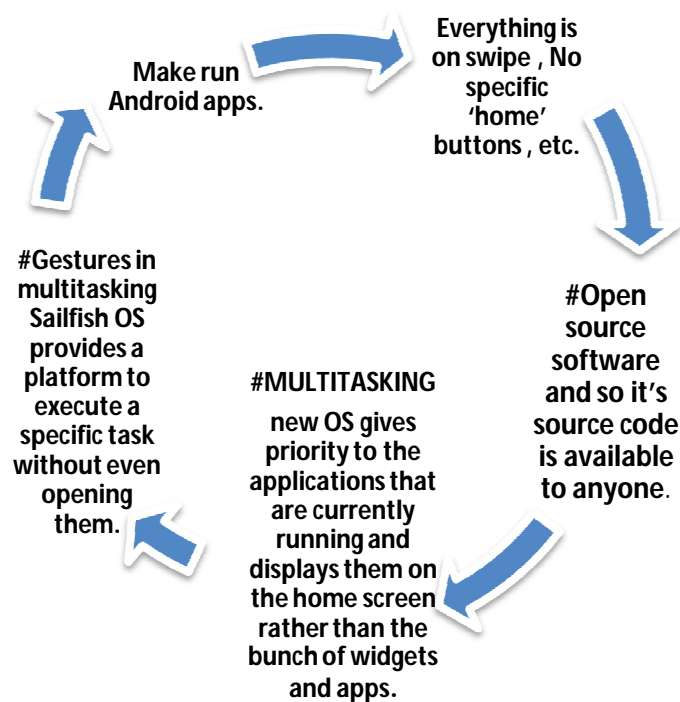 Make run
Android apps.
Everything is
on swipe , No
specific
‘home’
buttons , etc.
#Open
source
software
and so it's
source code
is available
to anyone.
#MULTITASKING
new OS gives
priority to the
applications that
are currently
running and
displays them on
the home screen
rather than the
bunch of widgets
and apps.
#Gestures in
multitasking
Sailfish OS
provides a
platform to
execute a
specific task
without even
opening
them.